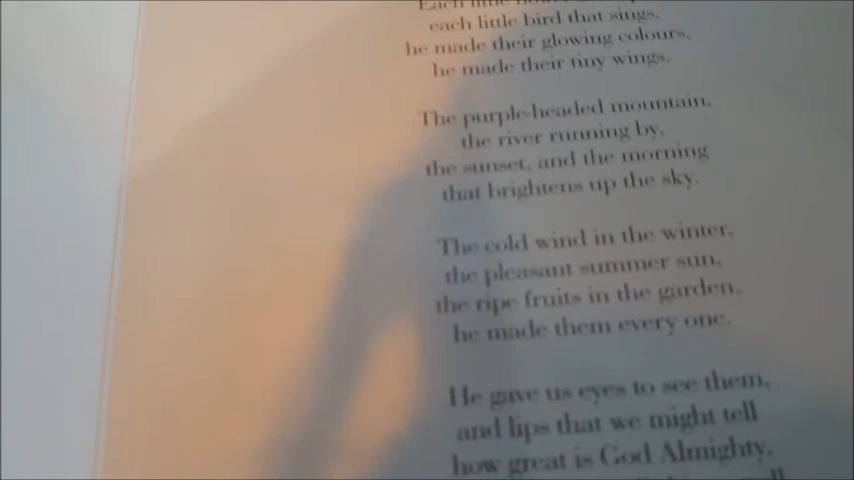 Each little
each little bird that sings,
he made their glowing colours,
he made their tiny wings.
The purple-headed mountain,
the river running by,
the sunset, and the morning
that brightens up the sky.
The cold wind in the winter,
the pleasant summer sun,
the ripe fruits in the garden,
he made them every one.
He gave us eyes to see them,
and lips that we might tell
how great is God Almighty,